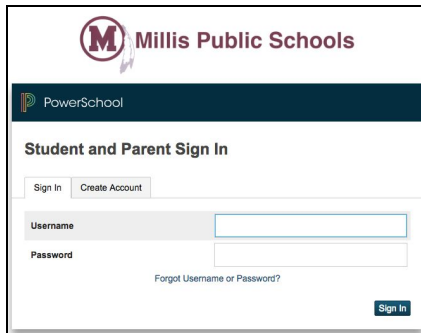 M Millis Public Schools
PowerSchool
Student and Parent Sign In
Sign In Create Account
Username
Password
Forgot Username or Password?
Sign In